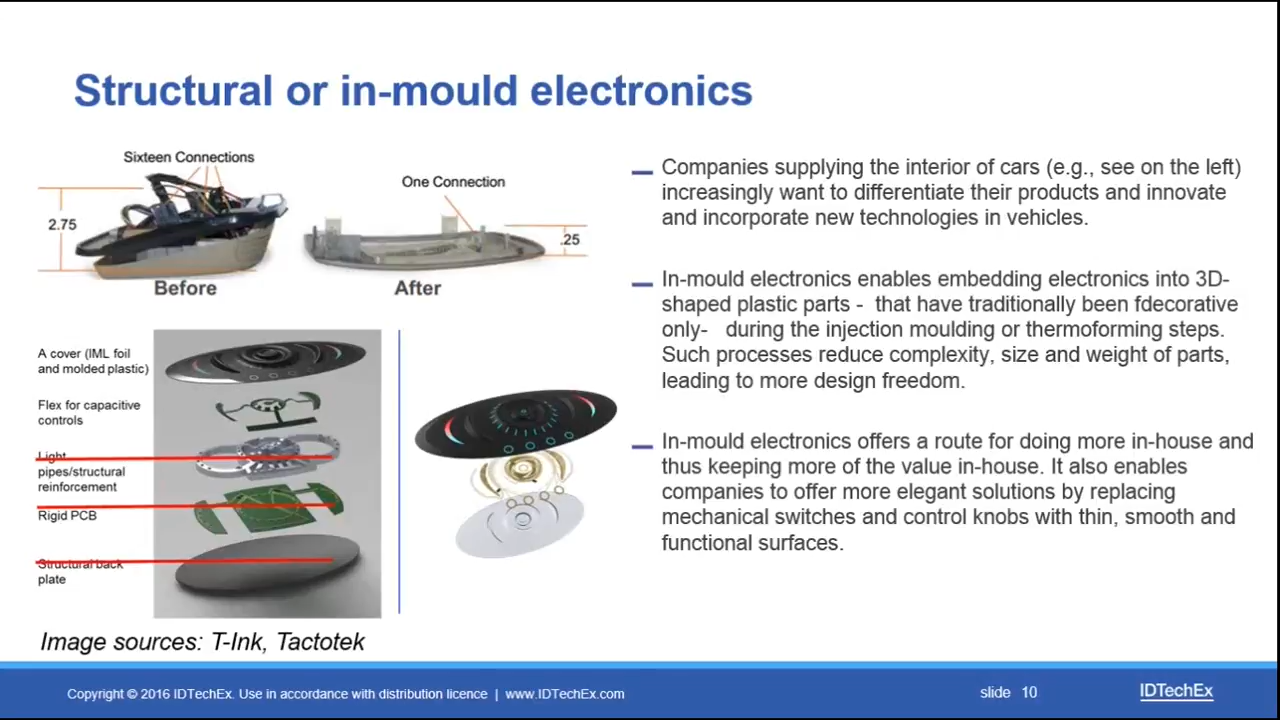 Structural or in-mould electronics
Sixteen Connections
One Connection
2.75
.25
Before
After
A cover (IML foil
and molded plastic)
Flex for capacitive
controls
Light
pipes/structural
reinforcement
Rigid PCB
Structural back
plate
Image sources: T-Ink, Tactotek
Companies supplying the interior of cars (e.g., see on the left)
increasingly want to differentiate their products and innovate
and incorporate new technologies in vehicles.
In-mould electronics enables embedding electronics into 3D-
shaped plastic parts - that have traditionally been fdecorative
only- during the injection moulding or thermoforming steps.
Such processes reduce complexity, size and weight of parts,
leading to more design freedom.
In-mould electronics offers a route for doing more in-house and
thus keeping more of the value in-house. It also enables
companies to offer more elegant solutions by replacing
mechanical switches and control knobs with thin, smooth and
functional surfaces.
Copyright © 2016 IDTechEx. Use in accordance with distribution licence | www.IDTechEx.com
slide 10
IDTechEx